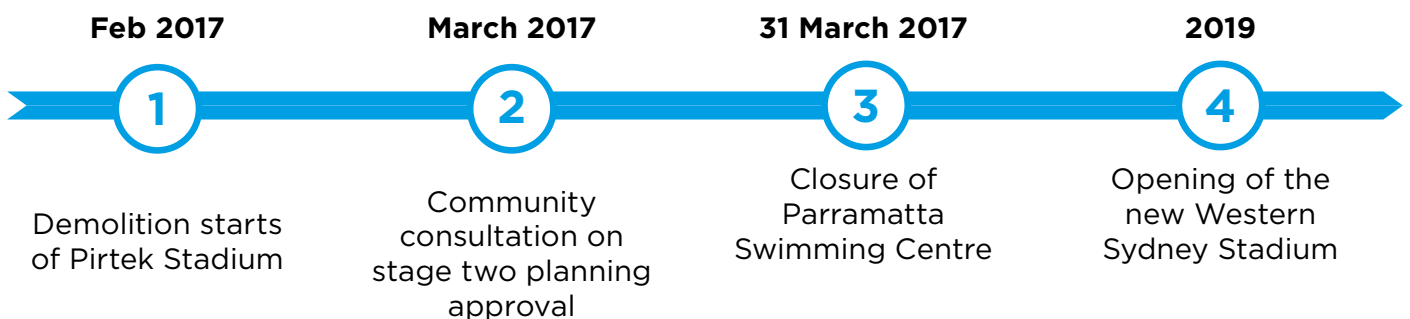 Feb 2017
March 2017
31 March 2017
2019
1
2
3
4
Demolition starts
of Pirtek Stadium
Community
consultation on
stage two planning
approval
Closure of
Parramatta
Swimming Centre
Opening of the
new Western
Sydney Stadium